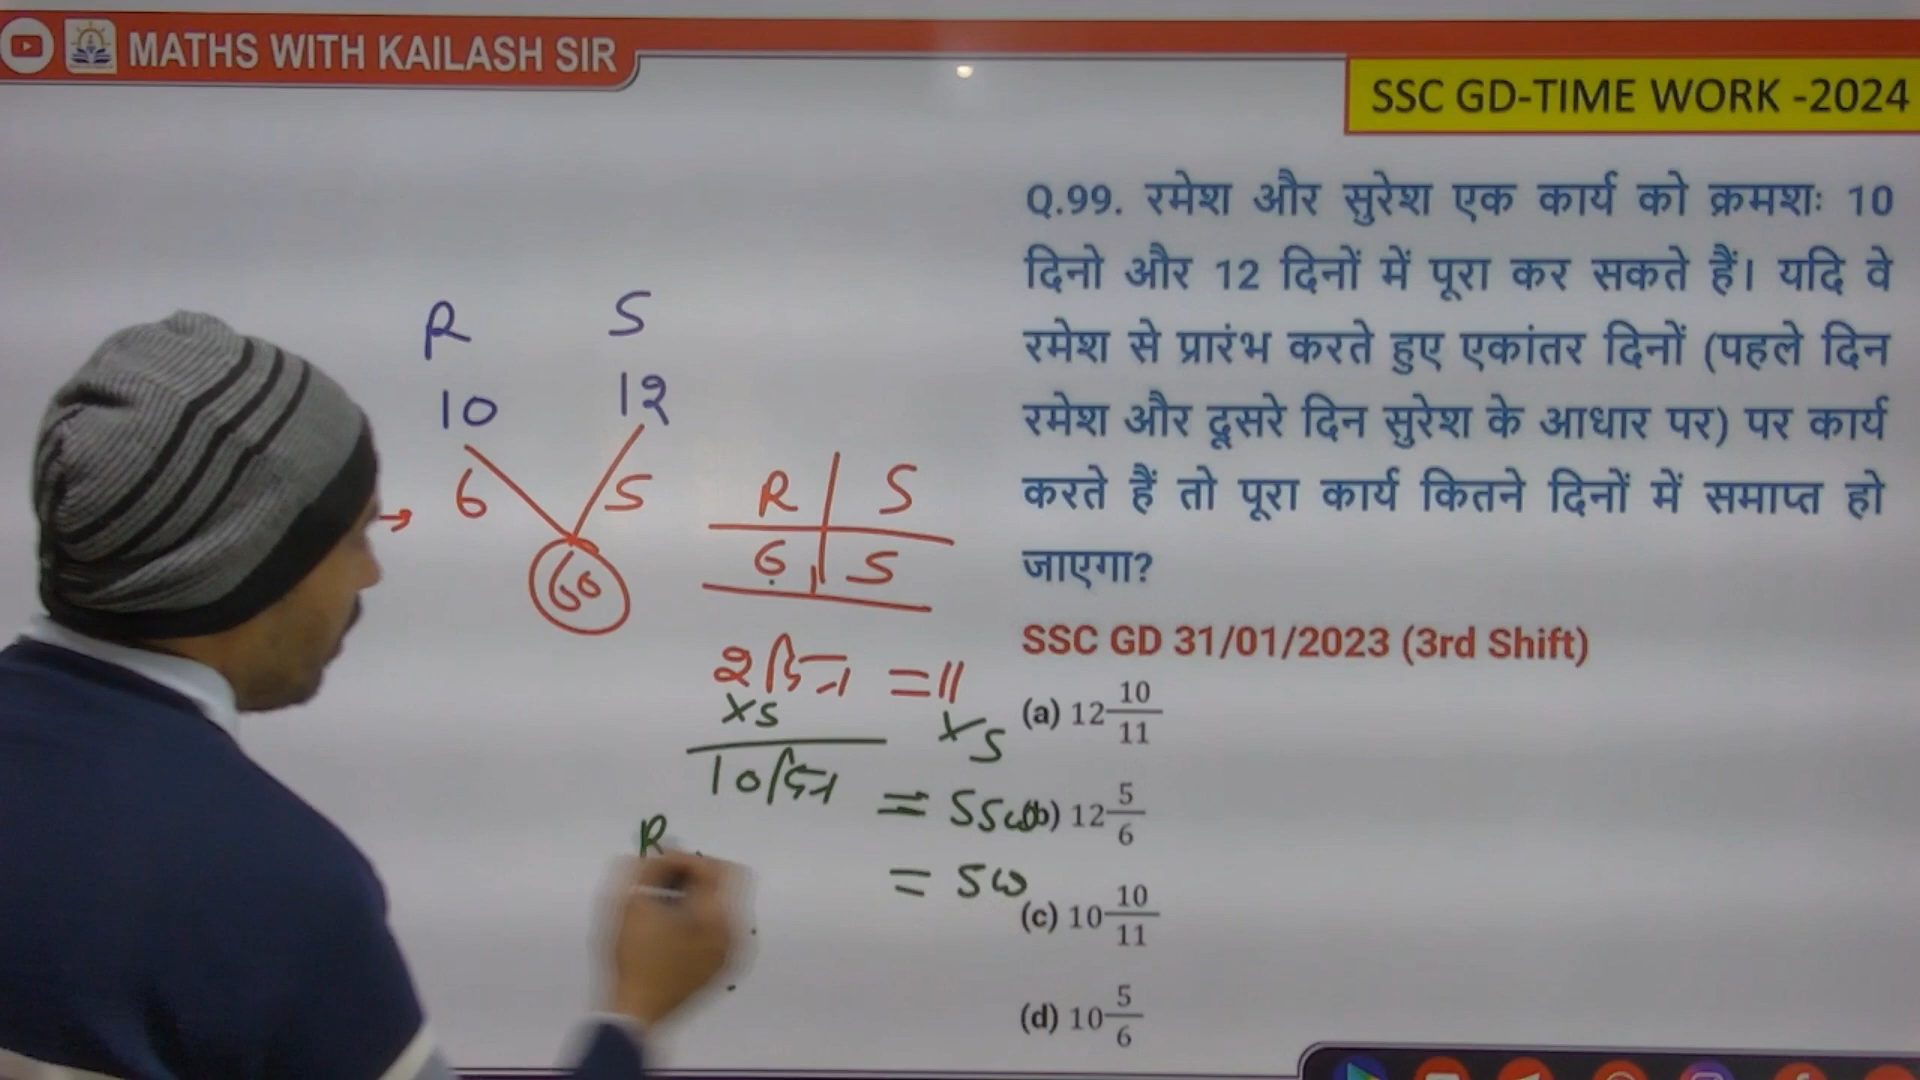 MATHS WITH KAILASH SIR
SSC GD-TIME WORK -2024
Q.99. रमेश और सुरेश एक कार्य को क्रमशः 10
दिनो और 12 दिनों में पूरा कर सकते हैं। यदि वे
रमेश से प्रारंभ करते हुए एकांतर दिनों (पहले दिन
रमेश और दूसरे दिन सुरेश के आधार पर) पर कार्य
करते हैं तो पूरा कार्य कितने दिनों में समाप्त हो
जाएगा?
SSC GD 31/01/2023 (3rd Shift)
(a) 12 10/11
(b) 12 5/6
(c) 10 10/11
(d) 10 5/6
R S
10 12
6 5
60
R | S
6 | 5
2 दिन = 11
×5 ×5
10 दिन = 55w
= 5w
R